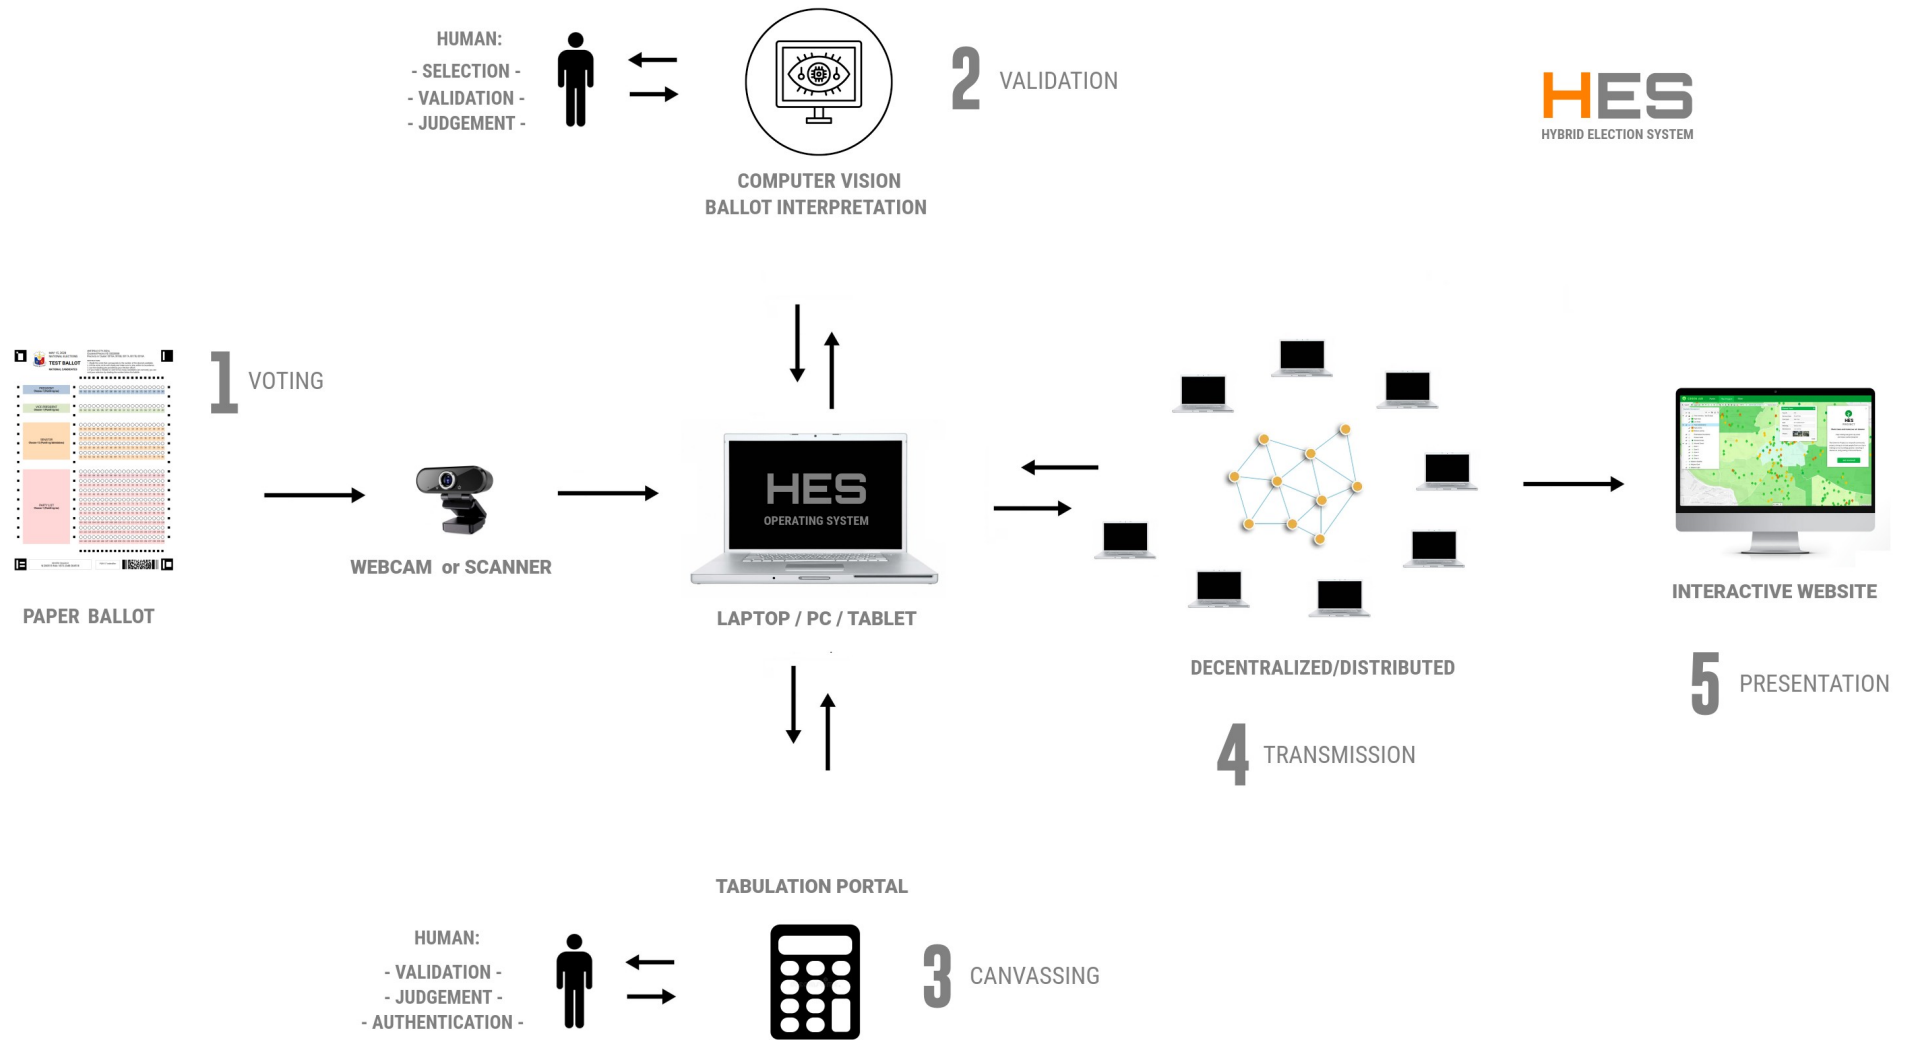 HUMAN:
- SELECTION -
- VALIDATION -
- JUDGEMENT -
2 VALIDATION
HES
HYBRID ELECTION SYSTEM
COMPUTER VISION
BALLOT INTERPRETATION
TEST BALLOT
1 VOTING
HES
OPERATING SYSTEM
WEBCAM or SCANNER
PAPER BALLOT
LAPTOP / PC / TABLET
HES
INTERACTIVE WEBSITE
DECENTRALIZED/DISTRIBUTED
5 PRESENTATION
4 TRANSMISSION
TABULATION PORTAL
HUMAN:
- VALIDATION -
- JUDGEMENT -
- AUTHENTICATION -
3 CANVASSING